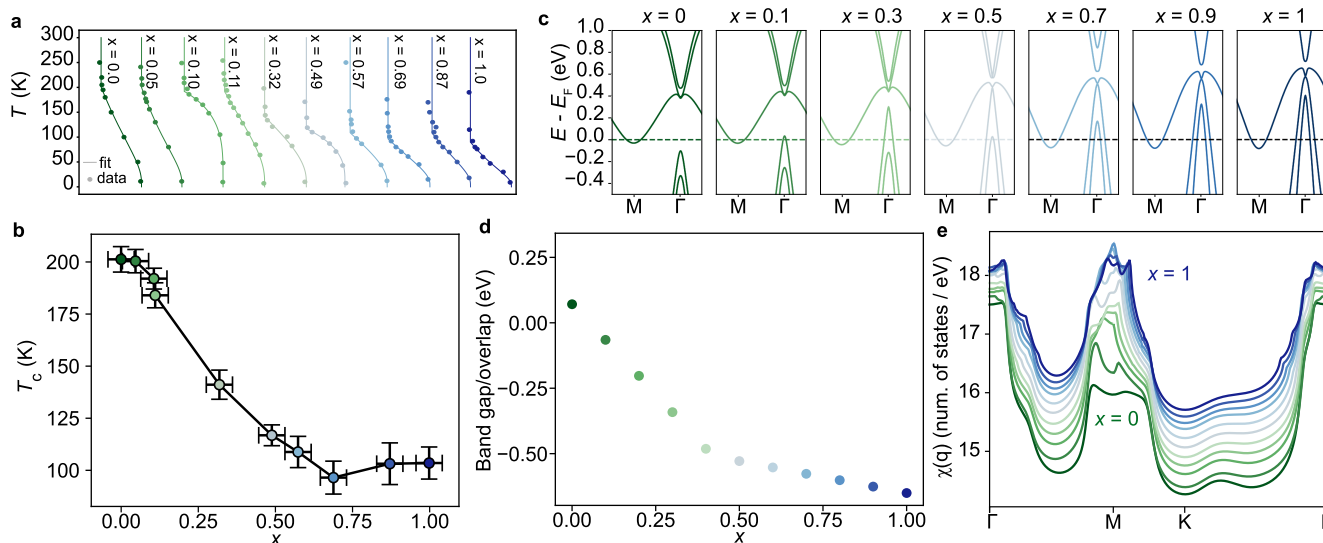 a
T (K)
300
250
200
150
100
50
0
x = 0.0
x = 0.05
x = 0.10
x = 0.11
x = 0.32
x = 0.49
x = 0.57
x = 0.69
x = 0.87
x = 1.0
fit
data
b
T_c (K)
200
175
150
125
100
0.00 0.25 0.50 0.75 1.00
x
c
x = 0 x = 0.1 x = 0.3 x = 0.5 x = 0.7 x = 0.9 x = 1
E - E_F (eV)
1.0
0.8
0.6
0.4
0.2
0.0
−0.2
−0.4
M Γ M Γ M Γ M Γ M Γ M Γ M Γ
d
Band gap/overlap (eV)
0.00
−0.25
−0.50
0.00 0.25 0.50 0.75 1.00
x
e
χ(q) (num. of states / eV)
18
17
16
15
x = 1
x = 0
Γ M K